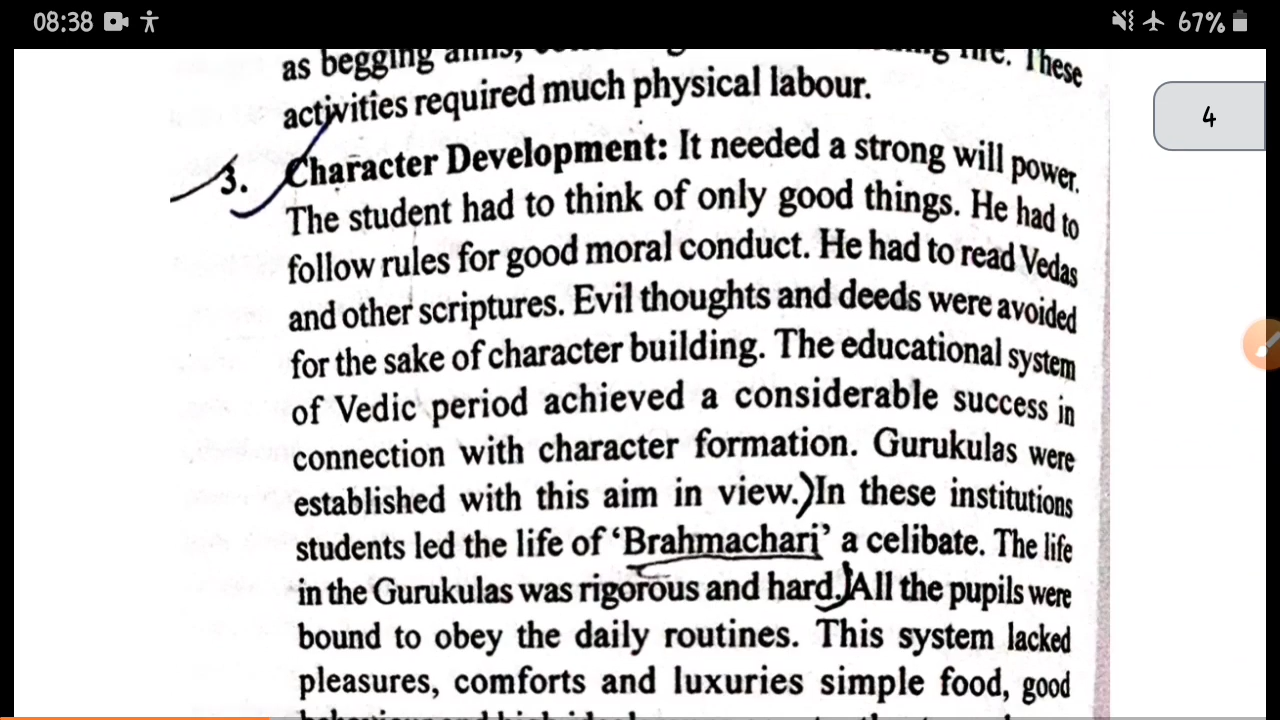 08:38
67%
4
as begging life. These
activities required much physical labour.
3. Character Development: It needed a strong will power.
The student had to think of only good things. He had to
follow rules for good moral conduct. He had to read Vedas
and other scriptures. Evil thoughts and deeds were avoided
for the sake of character building. The educational system
of Vedic period achieved a considerable success in
connection with character formation. Gurukulas were
established with this aim in view.)In these institutions
students led the life of ‘Brahmachari’ a celibate. The life
in the Gurukulas was rigorous and hard.)All the pupils were
bound to obey the daily routines. This system lacked
pleasures, comforts and luxuries simple food, good